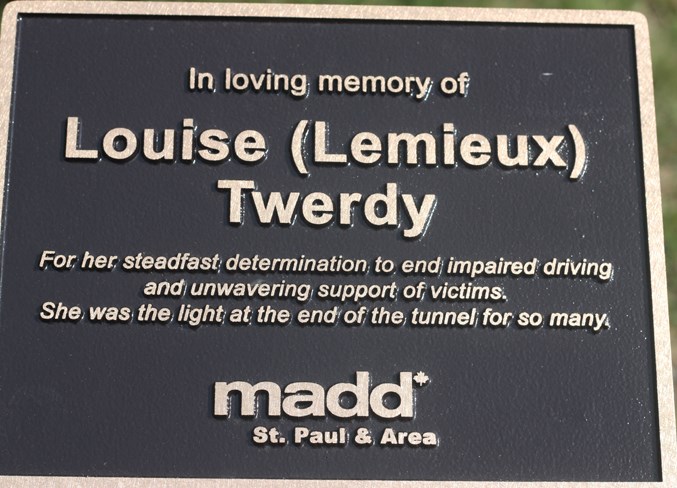 In loving memory of
Louise (Lemieux)
Twerdy
For her steadfast determination to end impaired driving
and unwavering support of victims.
She was the light at the end of the tunnel for so many.
madd
St. Paul & Area